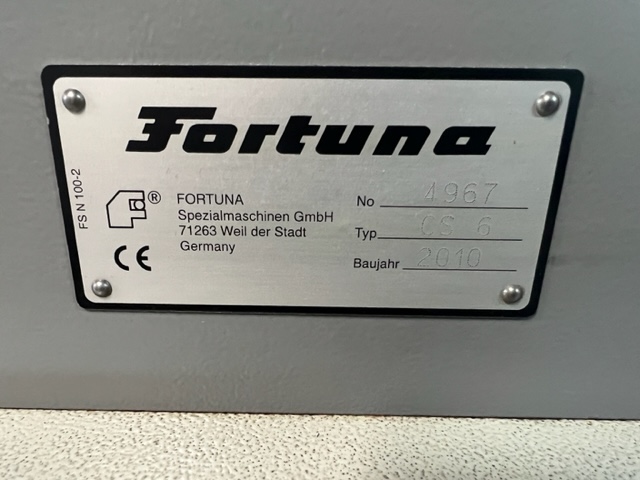 Fortuna
FS N 100-2
®
FORTUNA
Spezialmaschinen GmbH
71263 Weil der Stadt
Germany
CE
No 4967
Typ CS 6
Baujahr 2010